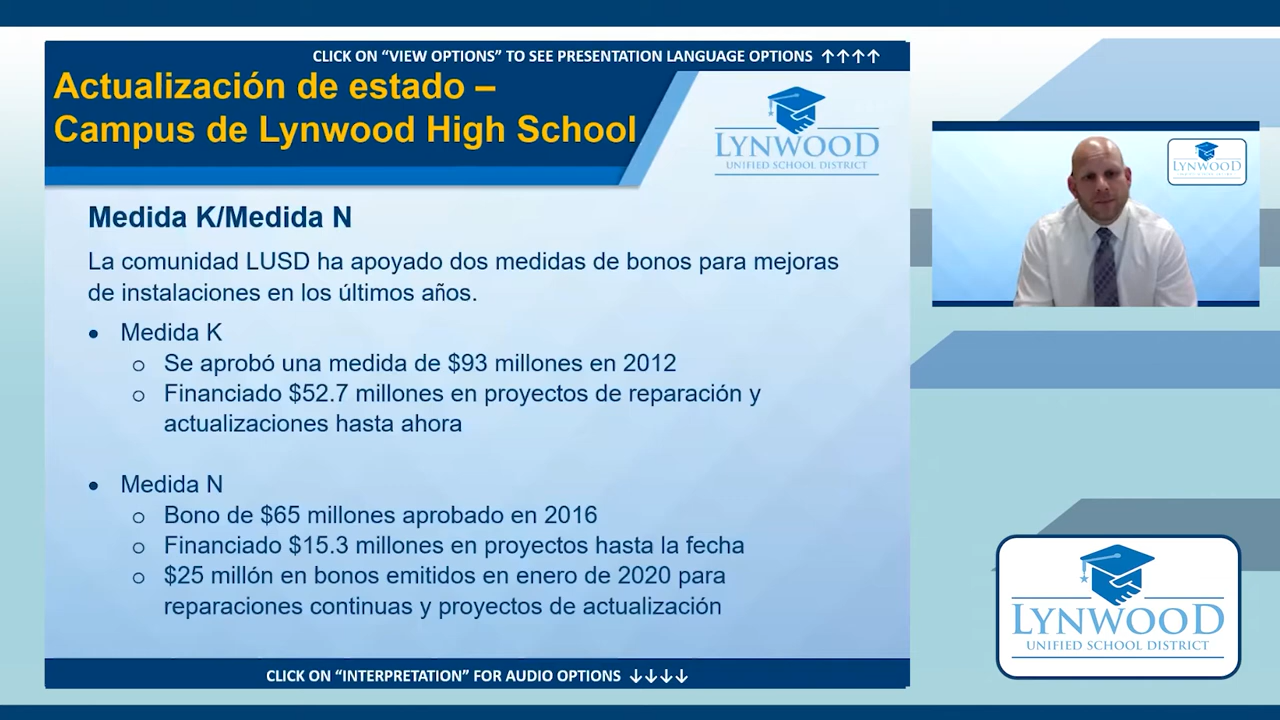 CLICK ON “VIEW OPTIONS” TO SEE PRESENTATION LANGUAGE OPTIONS ↑↑↑↑
Actualización de estado –
Campus de Lynwood High School
LYNWOOD
UNIFIED SCHOOL DISTRICT
Medida K/Medida N
La comunidad LUSD ha apoyado dos medidas de bonos para mejoras
de instalaciones en los últimos años.
• Medida K
o Se aprobó una medida de $93 millones en 2012
o Financiado $52.7 millones en proyectos de reparación y
actualizaciones hasta ahora
• Medida N
o Bono de $65 millones aprobado en 2016
o Financiado $15.3 millones en proyectos hasta la fecha
o $25 millón en bonos emitidos en enero de 2020 para
reparaciones continuas y proyectos de actualización
CLICK ON “INTERPRETATION” FOR AUDIO OPTIONS ↓↓↓↓
LYNWOOD
UNIFIED SCHOOL DISTRICT
LYNWOOD
UNIFIED SCHOOL DISTRICT